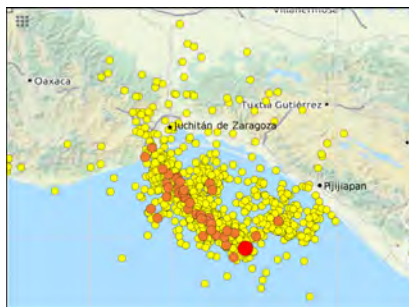 Villahermosa
Oaxaca
Tuxtla Gutiérrez
Juchitán de Zaragoza
Pijijiapan